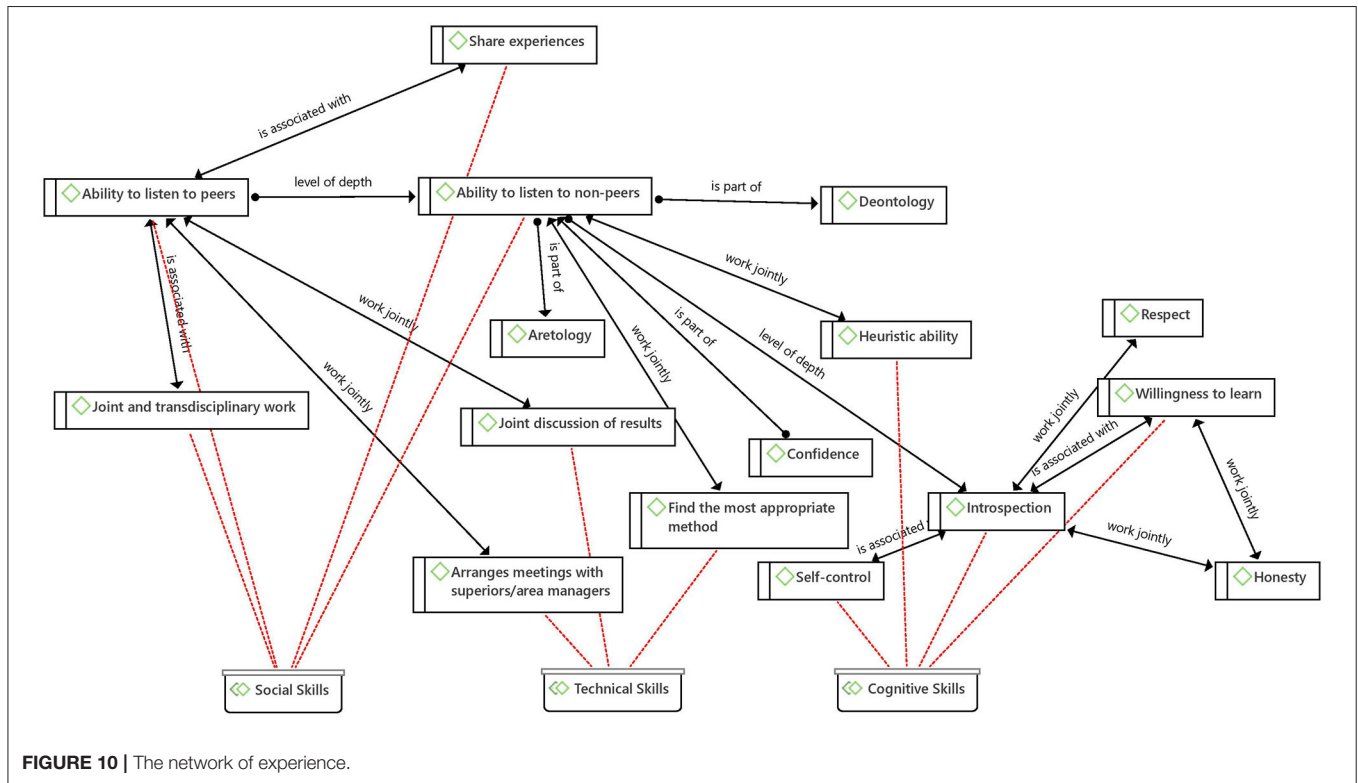 Share experiences
is associated with
Ability to listen to peers
level of depth
Ability to listen to non-peers
is part of
Deontology
is associated with
work jointly
is part of
work jointly
Respect
Aretology
is part of
level of depth
Heuristic ability
work jointly
work jointly
work jointly
Willingness to learn
Joint and transdisciplinary work
Joint discussion of results
is associated with
Confidence
work jointly
Find the most appropriate
method
Introspection
is associated
work jointly
Arranges meetings with
superiors/area managers
Self-control
Honesty
Social Skills
Technical Skills
Cognitive Skills
FIGURE 10 | The network of experience.